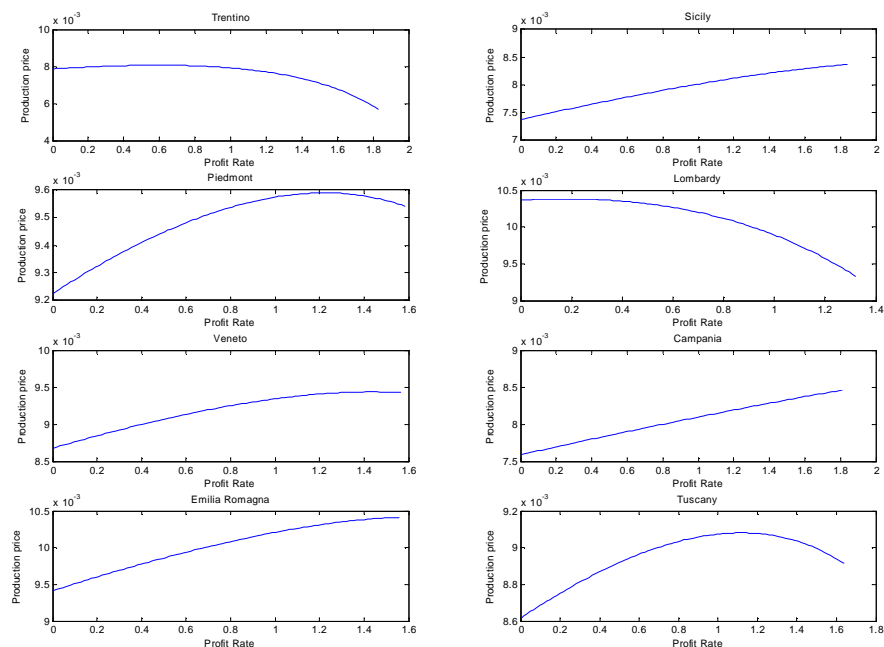 Trentino
x 10^-3
10
8
6
4
Production price
0 0.2 0.4 0.6 0.8 1 1.2 1.4 1.6 1.8 2
Profit Rate
Sicily
x 10^-3
9
8.5
8
7.5
7
Production price
0 0.2 0.4 0.6 0.8 1 1.2 1.4 1.6 1.8 2
Profit Rate
Piedmont
x 10^-3
9.6
9.5
9.4
9.3
9.2
Production price
0 0.2 0.4 0.6 0.8 1 1.2 1.4 1.6
Profit Rate
Lombardy
x 10^-3
10.5
10
9.5
9
Production price
0 0.2 0.4 0.6 0.8 1 1.2 1.4
Profit Rate
Veneto
x 10^-3
10
9.5
9
8.5
Production price
0 0.2 0.4 0.6 0.8 1 1.2 1.4 1.6
Profit Rate
Campania
x 10^-3
9
8.5
8
7.5
Production price
0 0.2 0.4 0.6 0.8 1 1.2 1.4 1.6 1.8 2
Profit Rate
Emilia Romagna
x 10^-3
10.5
10
9.5
9
Production price
0 0.2 0.4 0.6 0.8 1 1.2 1.4 1.6
Profit Rate
Tuscany
x 10^-3
9.2
9
8.8
8.6
Production price
0 0.2 0.4 0.6 0.8 1 1.2 1.4 1.6 1.8
Profit Rate